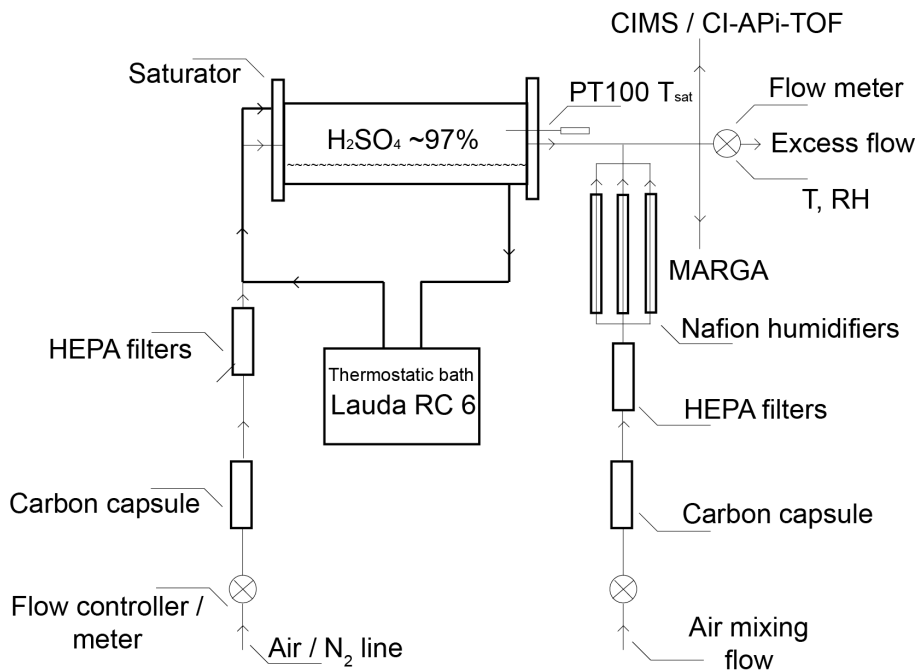 CIMS / CI-APi-TOF
Saturator
PT100 Tsat
Flow meter
H₂SO₄ ~97%
Excess flow
T, RH
MARGA
Nafion humidifiers
HEPA filters
Thermostatic bath
Lauda RC 6
HEPA filters
Carbon capsule
Carbon capsule
Flow controller /
meter
Air / N₂ line
Air mixing
flow